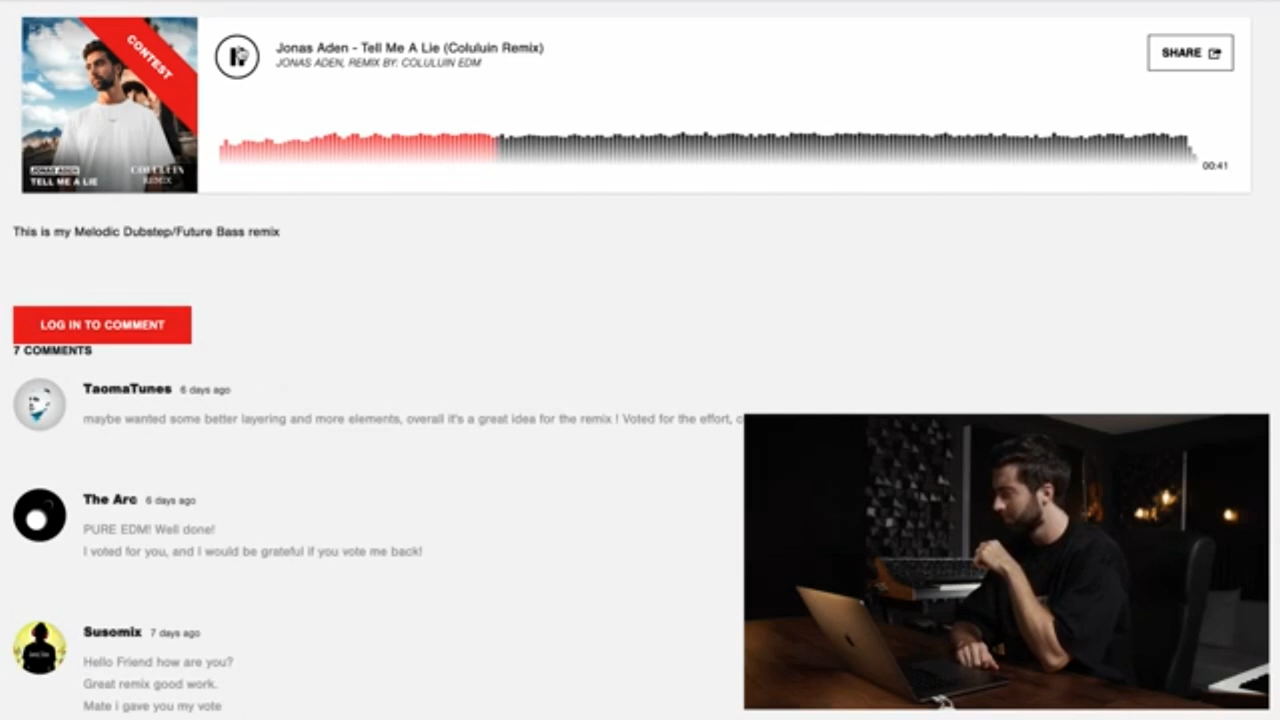 CONTEST
JONAS ADEN
TELL ME A LIE
COLULUIN
REMIX
Jonas Aden - Tell Me A Lie (Coluluin Remix)
JONAS ADEN, REMIX BY: COLULUIN EDM
SHARE
00:41
This is my Melodic Dubstep/Future Bass remix
LOG IN TO COMMENT
7 COMMENTS
TaomaTunes 6 days ago
maybe wanted some better layering and more elements, overall it's a great idea for the remix ! Voted for the effort,
The Arc 6 days ago
PURE EDM! Well done!
I voted for you, and I would be grateful if you vote me back!
Susomix 7 days ago
Hello Friend how are you?
Great remix good work.
Mate i gave you my vote